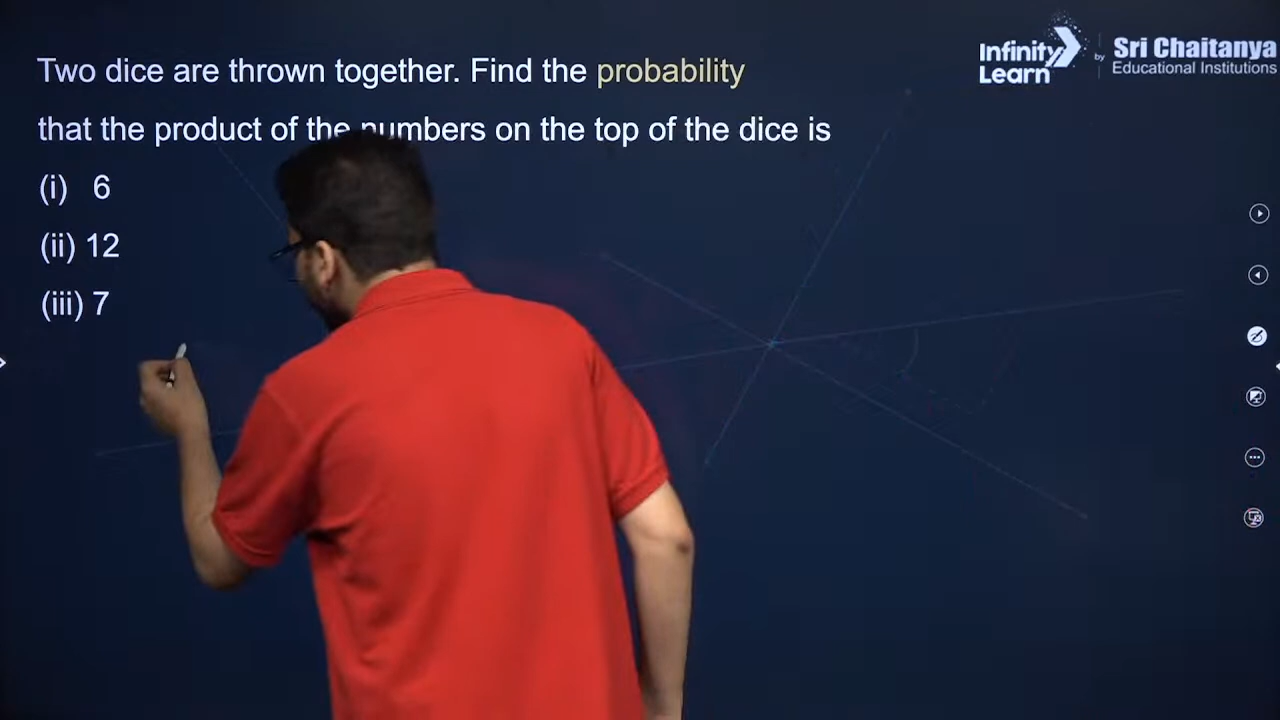 Two dice are thrown together. Find the probability
that the product of the numbers on the top of the dice is
(i) 6
(ii) 12
(iii) 7
Infinity Learn
by
Sri Chaitanya
Educational Institutions